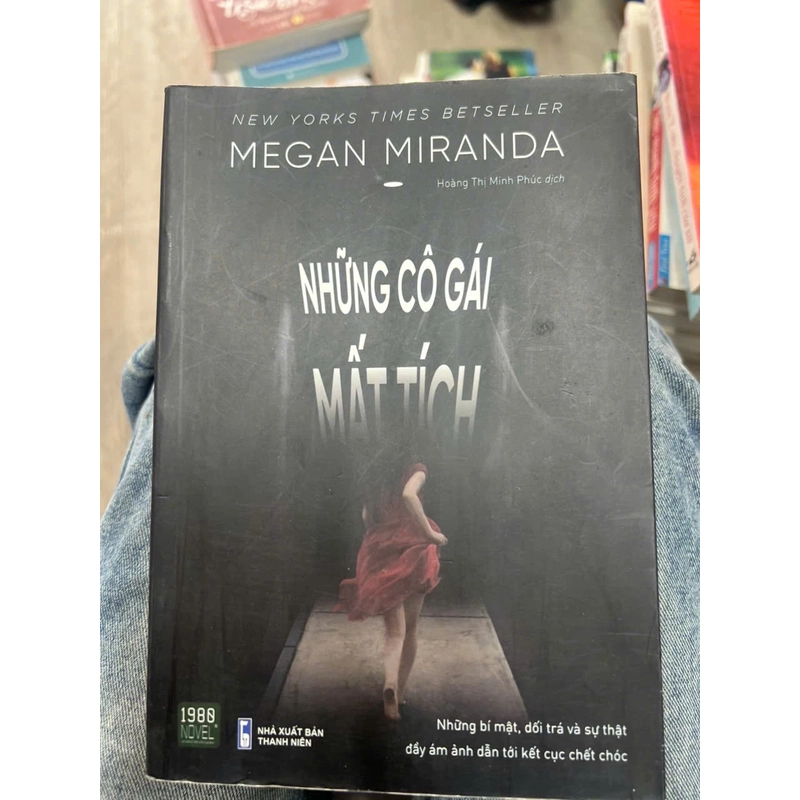 NEW YORKS TIMES BETSELLER
MEGAN MIRANDA
Hoàng Thị Minh Phúc dịch
NHỮNG CÔ GÁI
MẤT TÍCH
Những bí mật, dối trá và sự thật
đầy ám ảnh dẫn tới kết cục chết chóc
1980
NOVEL
NHÀ XUẤT BẢN
THANH NIÊN